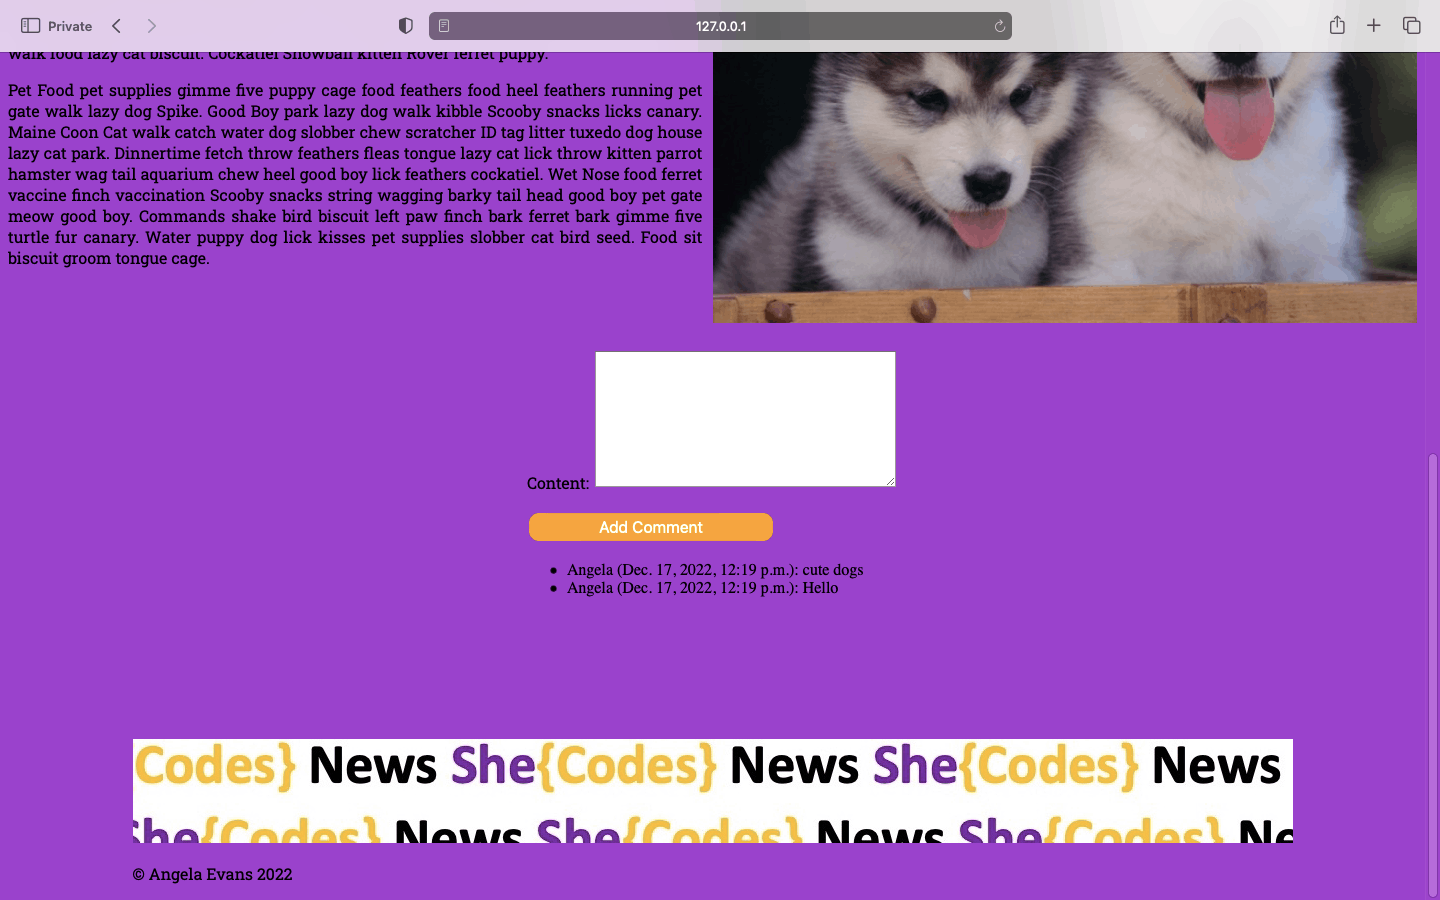 Private
127.0.0.1
walk food lazy cat biscuit. Cockatiel Snowball kitten Rover ferret puppy.
Pet Food pet supplies gimme five puppy cage food feathers food heel feathers running pet
gate walk lazy dog Spike. Good Boy park lazy dog walk kibble Scooby snacks licks canary.
Maine Coon Cat walk catch water dog slobber chew scratcher ID tag litter tuxedo dog house
lazy cat park. Dinnertime fetch throw feathers fleas tongue lazy cat lick throw kitten parrot
hamster wag tail aquarium chew heel good boy lick feathers cockatiel. Wet Nose food ferret
vaccine finch vaccination Scooby snacks string wagging barky tail head good boy pet gate
meow good boy. Commands shake bird biscuit left paw finch bark ferret bark gimme five
turtle fur canary. Water puppy dog lick kisses pet supplies slobber cat bird seed. Food sit
biscuit groom tongue cage.
Content:
Add Comment
Angela (Dec. 17, 2022, 12:19 p.m.): cute dogs
Angela (Dec. 17, 2022, 12:19 p.m.): Hello
Codes} News She{Codes} News She{Codes} News
She{Codes} News She{Codes} News She{Codes} Ne
© Angela Evans 2022